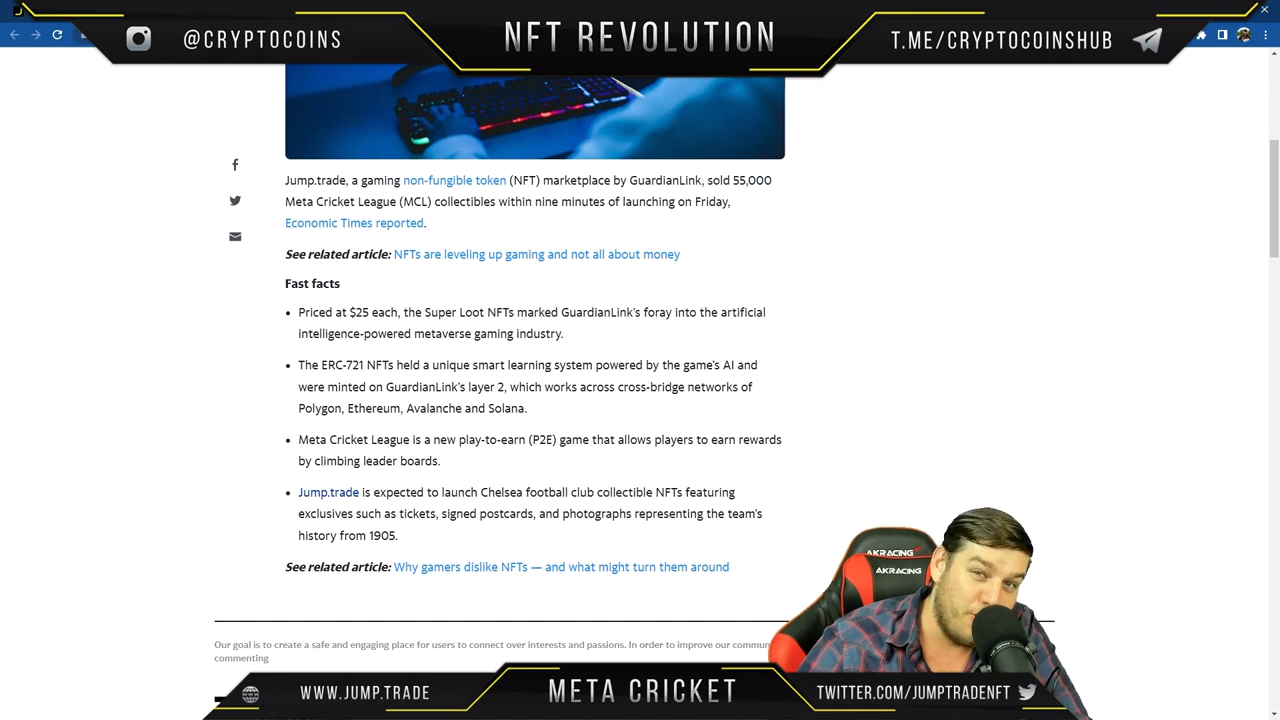 @CRYPTOCOINS
NFT REVOLUTION
T.ME/CRYPTOCOINSHUB
Jump.trade, a gaming non-fungible token (NFT) marketplace by GuardianLink, sold 55,000
Meta Cricket League (MCL) collectibles within nine minutes of launching on Friday,
Economic Times reported.
See related article: NFTs are leveling up gaming and not all about money
Fast facts
• Priced at $25 each, the Super Loot NFTs marked GuardianLink's foray into the artificial
intelligence-powered metaverse gaming industry.
• The ERC-721 NFTs held a unique smart learning system powered by the game's AI and
were minted on GuardianLink's layer 2, which works across cross-bridge networks of
Polygon, Ethereum, Avalanche and Solana.
• Meta Cricket League is a new play-to-earn (P2E) game that allows players to earn rewards
by climbing leader boards.
• Jump.trade is expected to launch Chelsea football club collectible NFTs featuring
exclusives such as tickets, signed postcards, and photographs representing the team's
history from 1905.
See related article: Why gamers dislike NFTs — and what might turn them around
AKRACING
AKRACING
Our goal is to create a safe and engaging place for users to connect over interests and passions. In order to improve our
commenting
WWW.JUMP.TRADE
META CRICKET
TWITTER.COM/JUMPTRADENFT